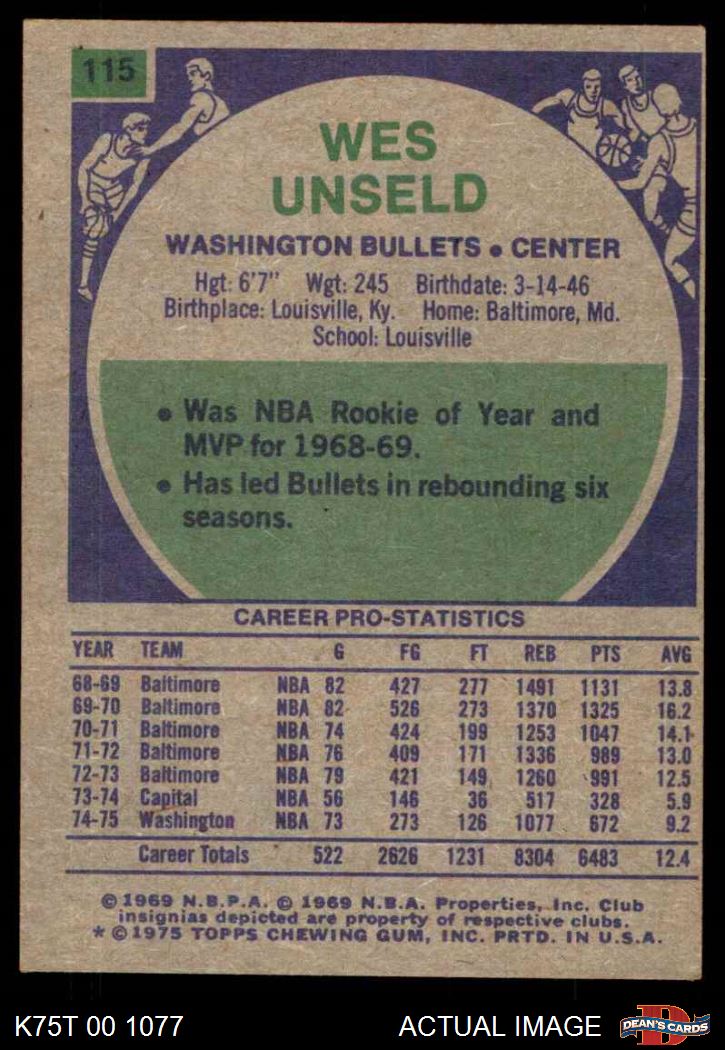 115
WES
UNSELD
WASHINGTON BULLETS • CENTER
Hgt: 6'7" Wgt: 245 Birthdate: 3-14-46
Birthplace: Louisville, Ky. Home: Baltimore, Md.
School: Louisville
• Was NBA Rookie of Year and
MVP for 1968-69.
• Has led Bullets in rebounding six
seasons.
CAREER PRO-STATISTICS
YEAR TEAM G FG FT REB PTS AVG
68-69 Baltimore NBA 82 427 277 1491 1131 13.8
69-70 Baltimore NBA 82 526 273 1370 1325 16.2
70-71 Baltimore NBA 74 424 199 1253 1047 14.1
71-72 Baltimore NBA 76 409 171 1336 989 13.0
72-73 Baltimore NBA 79 421 149 1260 991 12.5
73-74 Capital NBA 56 146 36 517 328 5.9
74-75 Washington NBA 73 273 126 1077 672 9.2
Career Totals 522 2626 1231 8304 6483 12.4
© 1969 N.B.P.A. © 1969 N.B.A. Properties, Inc. Club
insignias depicted are property of respective clubs.
* © 1975 TOPPS CHEWING GUM, INC. PRTD. IN U.S.A.
K75T 00 1077 ACTUAL IMAGE D DEAN'S CARDS